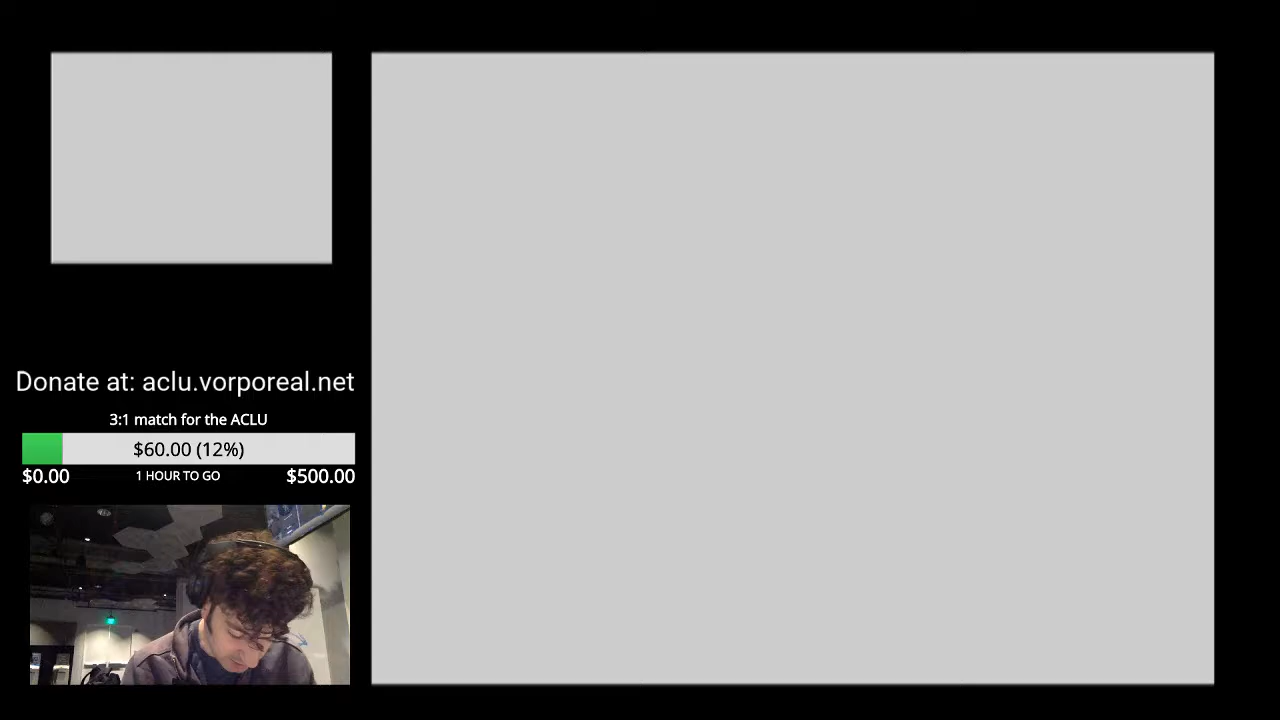 Donate at: aclu.vorporeal.net
3:1 match for the ACLU
$60.00 (12%)
$0.00 1 HOUR TO GO $500.00